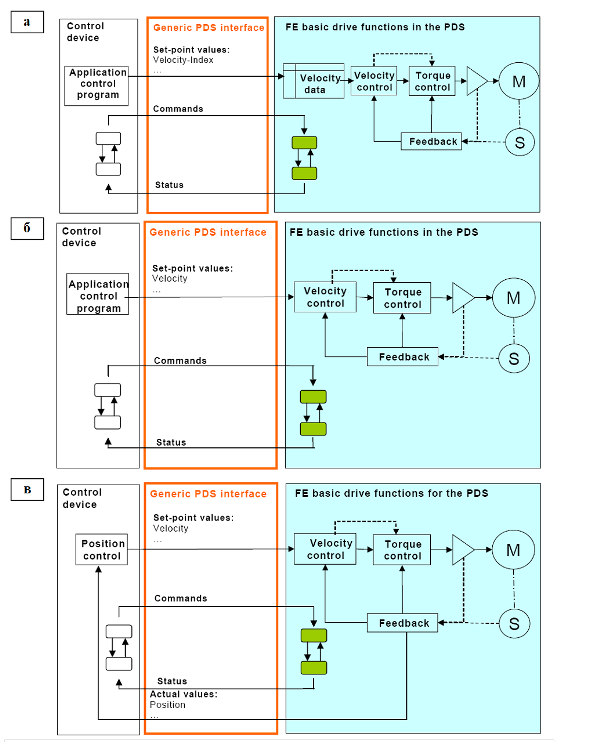 а
Control
device
Generic PDS interface
FE basic drive functions in the PDS
Set-point values:
Velocity-Index
...
Application
control
program
Velocity
data
Velocity
control
Torque
control
M
Commands
Feedback
S
Status
б
Control
device
Generic PDS interface
FE basic drive functions in the PDS
Set-point values:
Velocity
...
Application
control
program
Velocity
control
Torque
control
M
Feedback
S
Commands
Status
в
Control
device
Generic PDS interface
FE basic drive functions for the PDS
Set-point values:
Velocity
...
Position
control
Velocity
control
Torque
control
M
Commands
Feedback
S
Status
Actual values:
Position
...